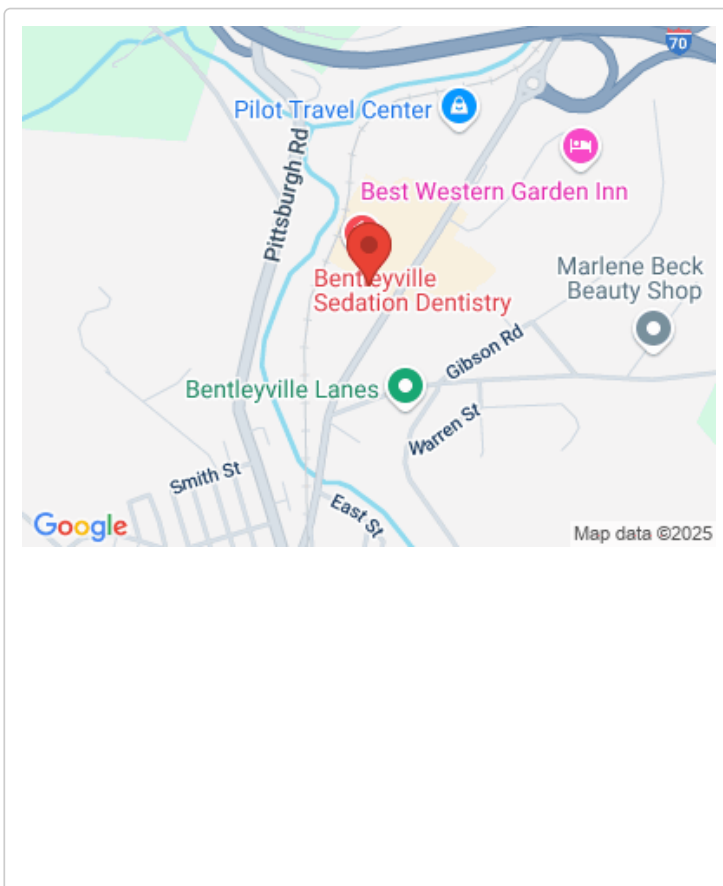 70
Pilot Travel Center
Pittsburgh Rd
Best Western Garden Inn
Bentleyville
Sedation Dentistry
Marlene Beck
Beauty Shop
Gibson Rd
Bentleyville Lanes
Warren St
Smith St
East St
Google
Map data ©2025